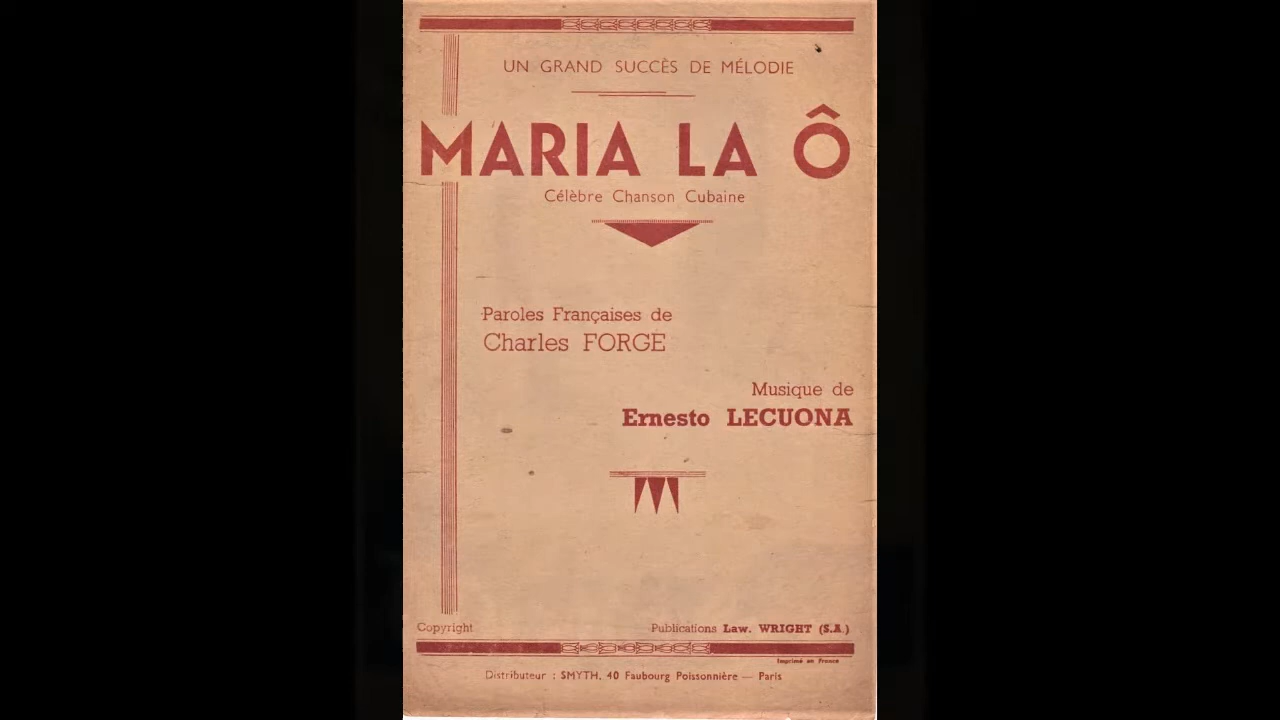 UN GRAND SUCCÈS DE MÉLODIE
MARIA LA Ô
Célèbre Chanson Cubaine
Paroles Françaises de
Charles FORGE
Musique de
Ernesto LECUONA
Copyright
Publications Law. WRIGHT (S.A.)
Imprimé en France
Distributeur : SMYTH, 40 Faubourg Poissonnière — Paris